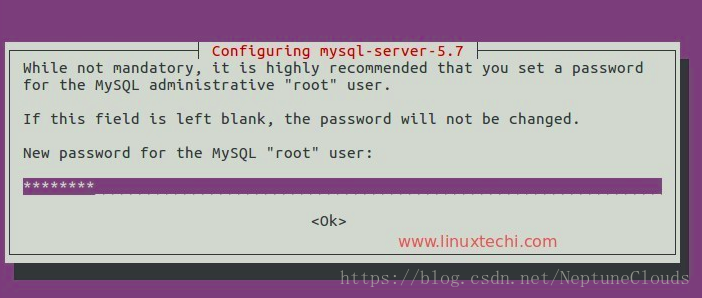 Configuring mysql-server-5.7
While not mandatory, it is highly recommended that you set a password
for the MySQL administrative "root" user.
If this field is left blank, the password will not be changed.
New password for the MySQL "root" user:
********
<Ok>
www.linuxtechi.com
https://blog.csdn.net/NeptuneClouds